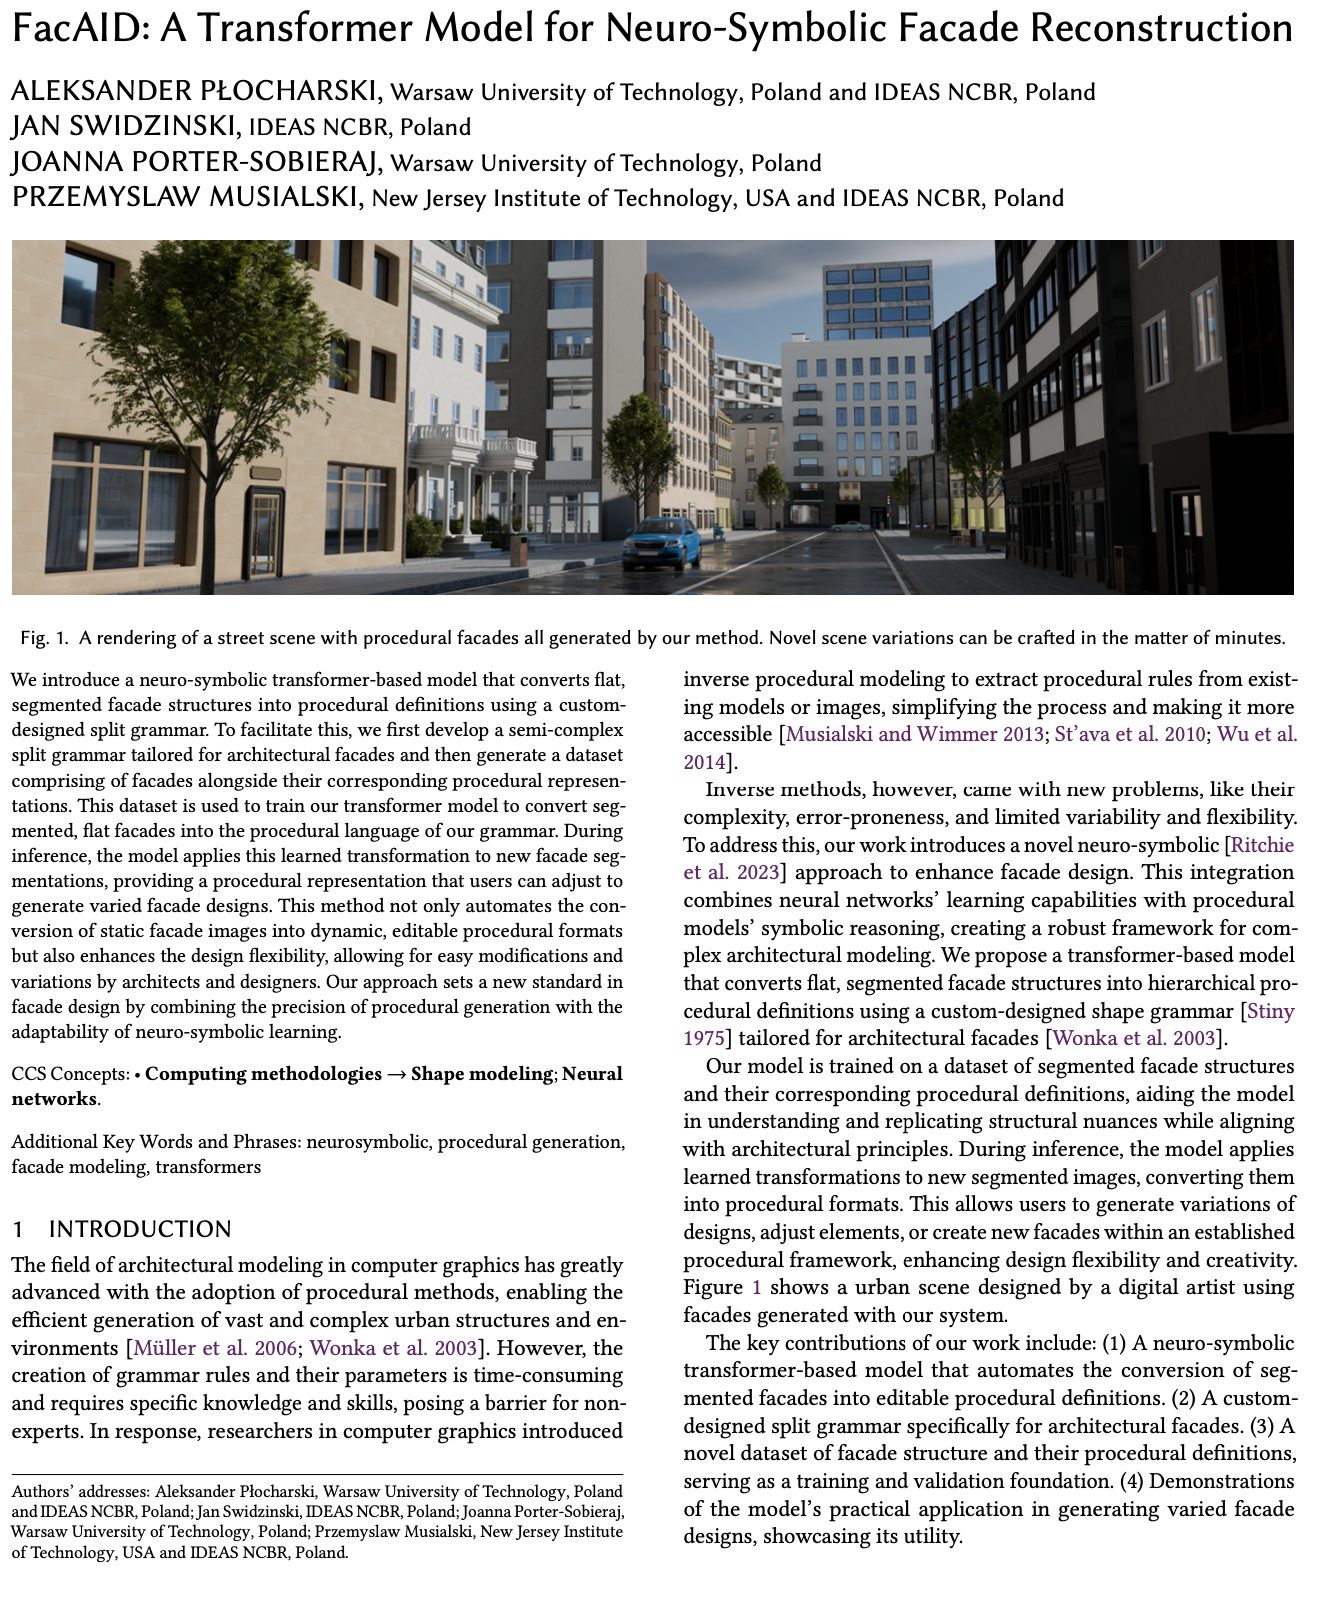 FacAID: A Transformer Model for Neuro-Symbolic Facade Reconstruction
ALEKSANDER PŁOCHARSKI, Warsaw University of Technology, Poland and IDEAS NCBR, Poland
JAN SWIDZINSKI, IDEAS NCBR, Poland
JOANNA PORTER-SOBIERAJ, Warsaw University of Technology, Poland
PRZEMYSLAW MUSIALSKI, New Jersey Institute of Technology, USA and IDEAS NCBR, Poland
Fig. 1. A rendering of a street scene with procedural facades all generated by our method. Novel scene variations can be crafted in the matter of minutes.
We introduce a neuro-symbolic transformer-based model that converts flat,
segmented facade structures into procedural definitions using a custom-
designed split grammar. To facilitate this, we first develop a semi-complex
split grammar tailored for architectural facades and then generate a dataset
comprising of facades alongside their corresponding procedural represen-
tations. This dataset is used to train our transformer model to convert seg-
mented, flat facades into the procedural language of our grammar. During
inference, the model applies this learned transformation to new facade seg-
mentations, providing a procedural representation that users can adjust to
generate varied facade designs. This method not only automates the con-
version of static facade images into dynamic, editable procedural formats
but also enhances the design flexibility, allowing for easy modifications and
variations by architects and designers. Our approach sets a new standard in
facade design by combining the precision of procedural generation with the
adaptability of neuro-symbolic learning.
CCS Concepts: • Computing methodologies → Shape modeling; Neural
networks.
Additional Key Words and Phrases: neurosymbolic, procedural generation,
facade modeling, transformers
1 INTRODUCTION
The field of architectural modeling in computer graphics has greatly
advanced with the adoption of procedural methods, enabling the
efficient generation of vast and complex urban structures and en-
vironments [Müller et al. 2006; Wonka et al. 2003]. However, the
creation of grammar rules and their parameters is time-consuming
and requires specific knowledge and skills, posing a barrier for non-
experts. In response, researchers in computer graphics introduced
Authors' addresses: Aleksander Płocharski, Warsaw University of Technology, Poland
and IDEAS NCBR, Poland; Jan Swidzinski, IDEAS NCBR, Poland; Joanna Porter-Sobieraj,
Warsaw University of Technology, Poland; Przemyslaw Musialski, New Jersey Institute
of Technology, USA and IDEAS NCBR, Poland.
inverse procedural modeling to extract procedural rules from exist-
ing models or images, simplifying the process and making it more
accessible [Musialski and Wimmer 2013; St'ava et al. 2010; Wu et al.
2014].
Inverse methods, however, came with new problems, like their
complexity, error-proneness, and limited variability and flexibility.
To address this, our work introduces a novel neuro-symbolic [Ritchie
et al. 2023] approach to enhance facade design. This integration
combines neural networks' learning capabilities with procedural
models' symbolic reasoning, creating a robust framework for com-
plex architectural modeling. We propose a transformer-based model
that converts flat, segmented facade structures into hierarchical pro-
cedural definitions using a custom-designed shape grammar [Stiny
1975] tailored for architectural facades [Wonka et al. 2003].
Our model is trained on a dataset of segmented facade structures
and their corresponding procedural definitions, aiding the model
in understanding and replicating structural nuances while aligning
with architectural principles. During inference, the model applies
learned transformations to new segmented images, converting them
into procedural formats. This allows users to generate variations of
designs, adjust elements, or create new facades within an established
procedural framework, enhancing design flexibility and creativity.
Figure 1 shows a urban scene designed by a digital artist using
facades generated with our system.
The key contributions of our work include: (1) A neuro-symbolic
transformer-based model that automates the conversion of seg-
mented facades into editable procedural definitions. (2) A custom-
designed split grammar specifically for architectural facades. (3) A
novel dataset of facade structure and their procedural definitions,
serving as a training and validation foundation. (4) Demonstrations
of the model's practical application in generating varied facade
designs, showcasing its utility.